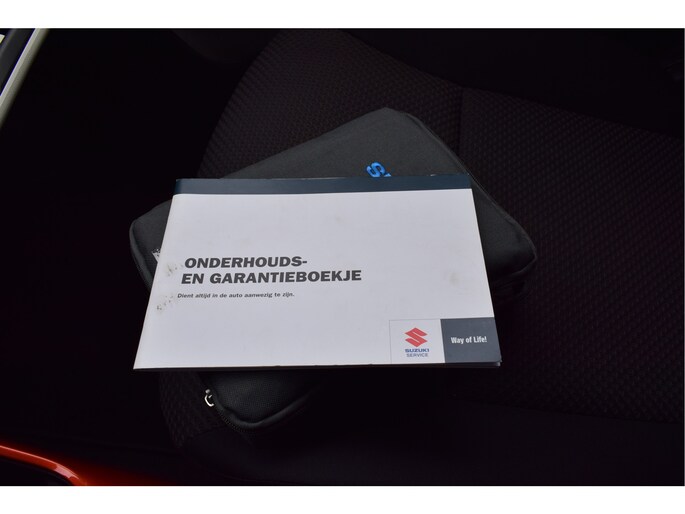 ONDERHOUDS-
EN GARANTIEBOEKJE
Dient altijd in de auto aanwezig te zijn.
SUZUKI
SERVICE
Way of Life!